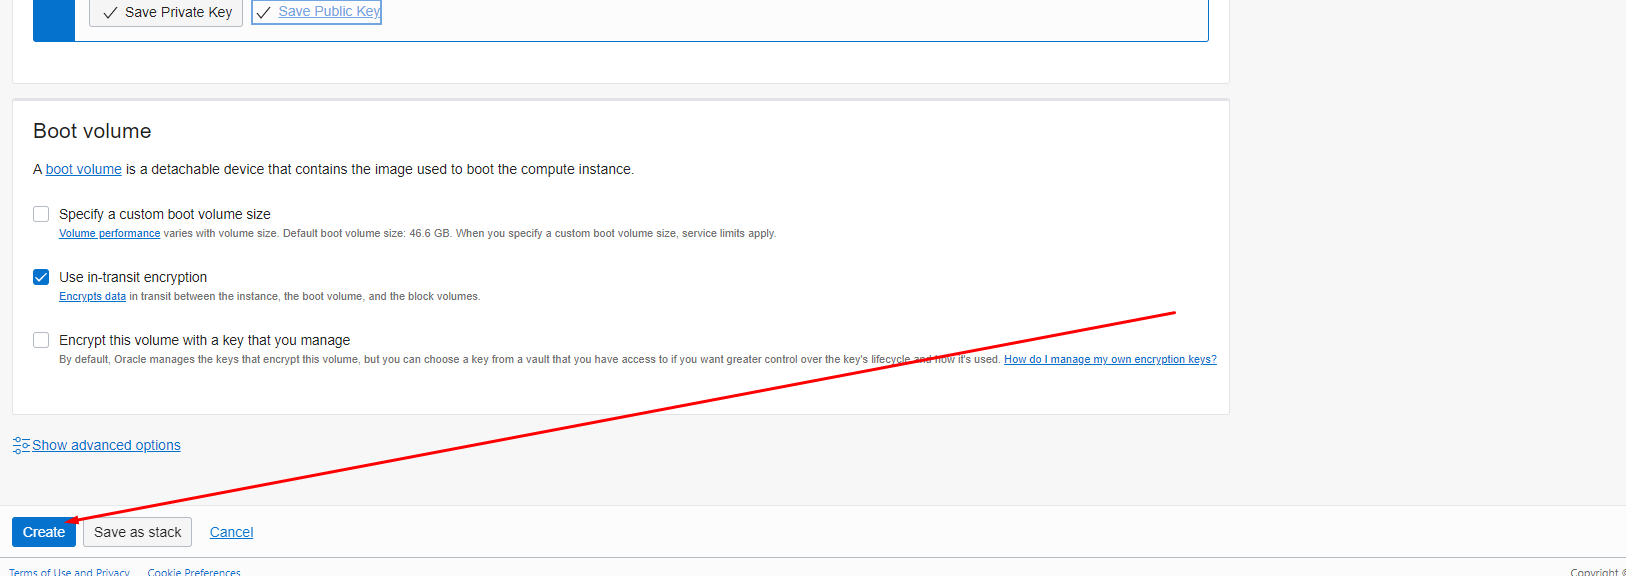 Save Private Key Save Public Key
Boot volume
A boot volume is a detachable device that contains the image used to boot the compute instance.
Specify a custom boot volume size
Volume performance varies with volume size. Default boot volume size: 46.6 GB. When you specify a custom boot volume size, service limits apply.
Use in-transit encryption
Encrypts data in transit between the instance, the boot volume, and the block volumes.
Encrypt this volume with a key that you manage
By default, Oracle manages the keys that encrypt this volume, but you can choose a key from a vault that you have access to if you want greater control over the key's lifecycle and how it's used. How do I manage my own encryption keys?
Show advanced options
Create Save as stack Cancel
Terms of Use and Privacy Cookie Preferences Copyright ©